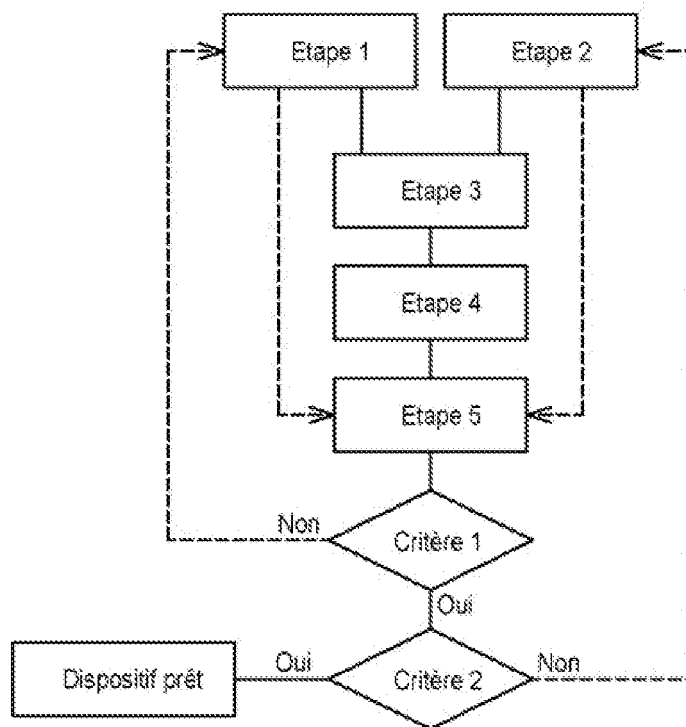 Etape 1
Etape 2
Etape 3
Etape 4
Etape 5
Non
Critère 1
Oui
Dispositif prêt
Oui
Critère 2
Non